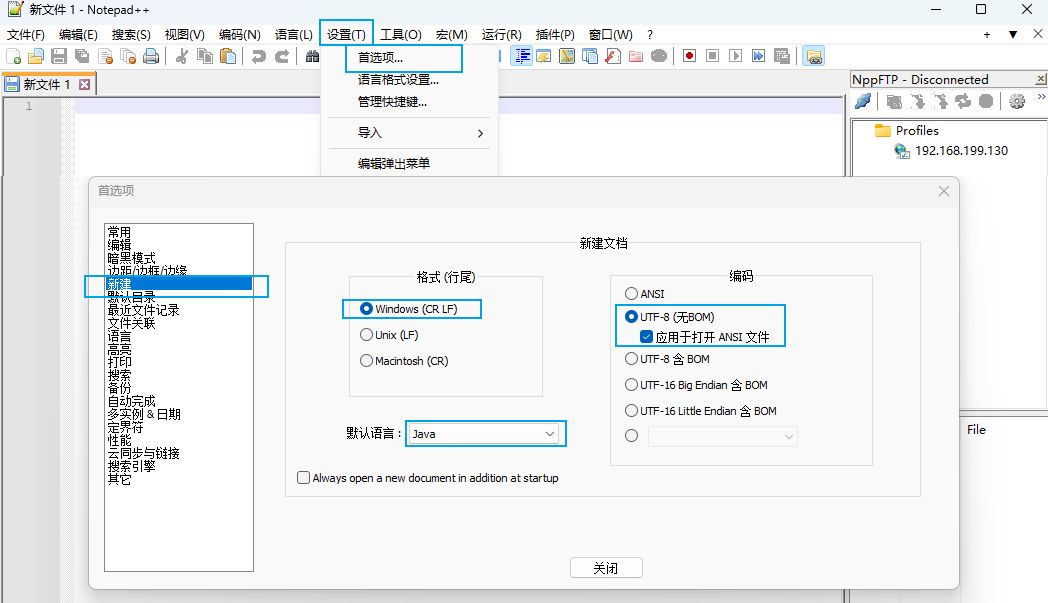 新文件 1 - Notepad++
文件(F) 编辑(E) 搜索(S) 视图(V) 编码(N) 语言(L) 设置(T) 工具(O) 宏(M) 运行(R) 插件(P) 窗口(W) ?
首选项...
语言格式设置...
管理快捷键...
导入
编辑弹出菜单
新文件 1
1
NppFTP - Disconnected
Profiles
192.168.199.130
File
首选项
常用
编辑
暗黑模式
边距/边框/边缘
新建
默认目录
最近文件记录
文件关联
语言
高亮
打印
搜索
备份
自动完成
多实例 & 日期
定界符
性能
云同步与链接
搜索引擎
其它
新建文档
格式 (行尾)
Windows (CR LF)
Unix (LF)
Macintosh (CR)
默认语言：
Java
Always open a new document in addition at startup
编码
ANSI
UTF-8 (无BOM)
应用于打开 ANSI 文件
UTF-8 含 BOM
UTF-16 Big Endian 含 BOM
UTF-16 Little Endian 含 BOM
关闭